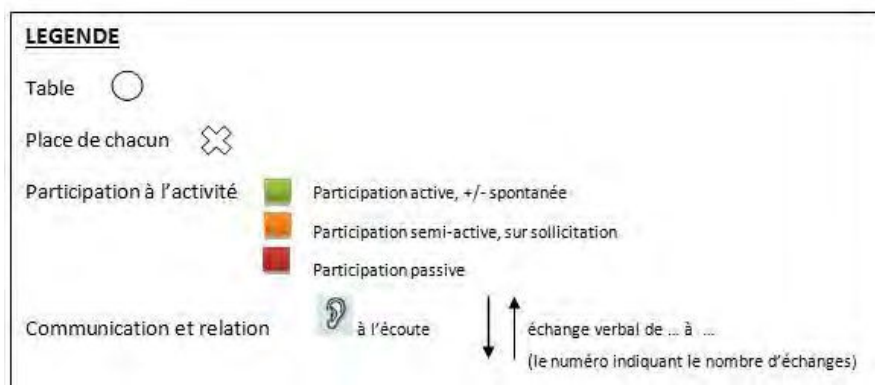 LEGENDE
Table
Place de chacun
Participation à l'activité
Participation active, +/- spontanée
Participation semi-active, sur sollicitation
Participation passive
Communication et relation
à l'écoute
échange verbal de ... à ...
(le numéro indiquant le nombre d'échanges)